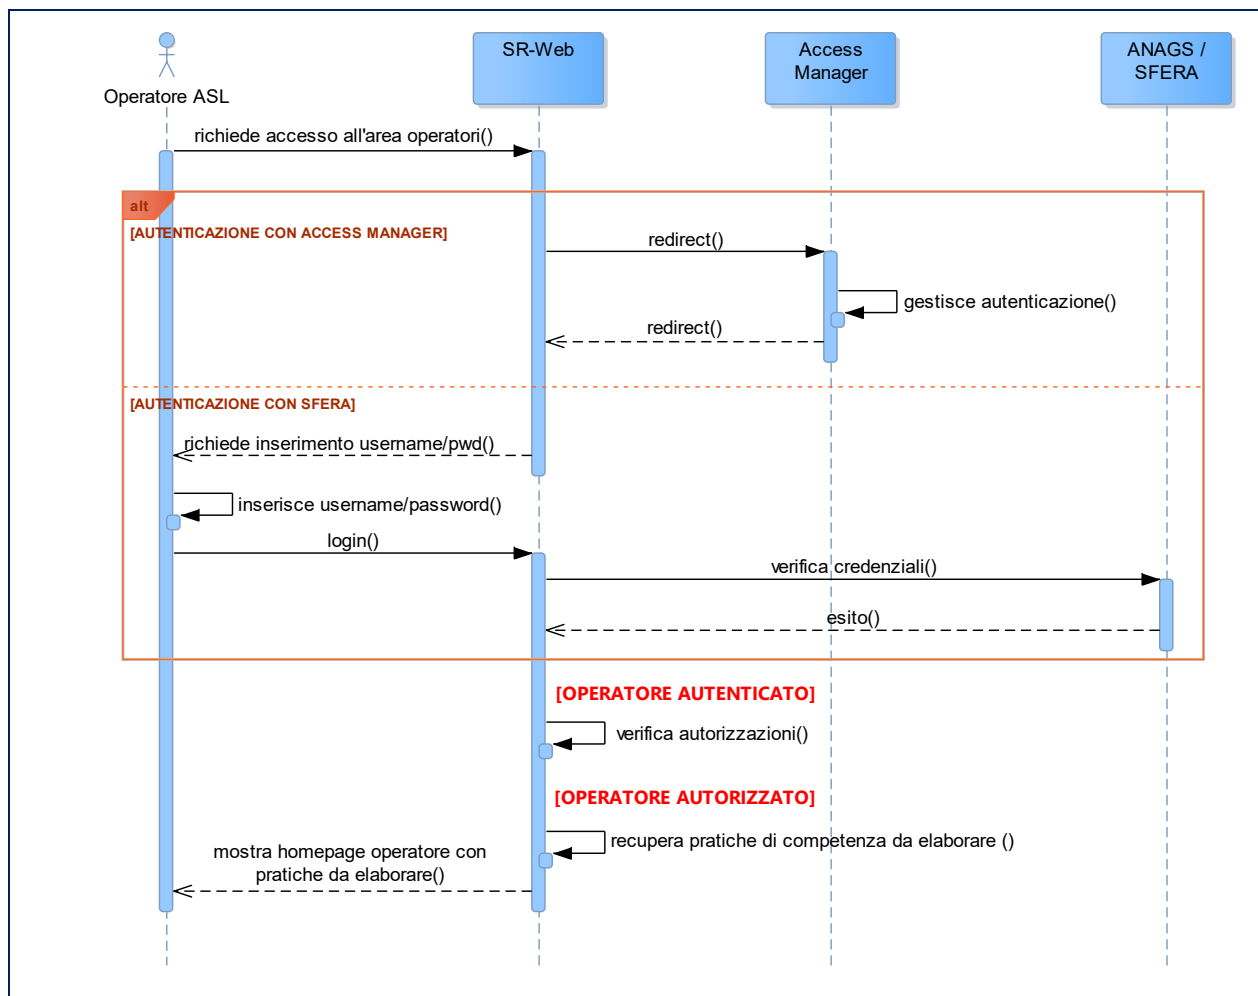 Operatore ASL
SR-Web
Access
Manager
ANAGS /
SFERA
richiede accesso all'area operatori()
alt
[AUTENTICAZIONE CON ACCESS MANAGER]
redirect()
gestisce autenticazione()
redirect()
[AUTENTICAZIONE CON SFERA]
richiede inserimento username/pwd()
inserisce username/password()
login()
verifica credenziali()
esito()
[OPERATORE AUTENTICATO]
verifica autorizzazioni()
[OPERATORE AUTORIZZATO]
recupera pratiche di competenza da elaborare ()
mostra homepage operatore con
pratiche da elaborare()